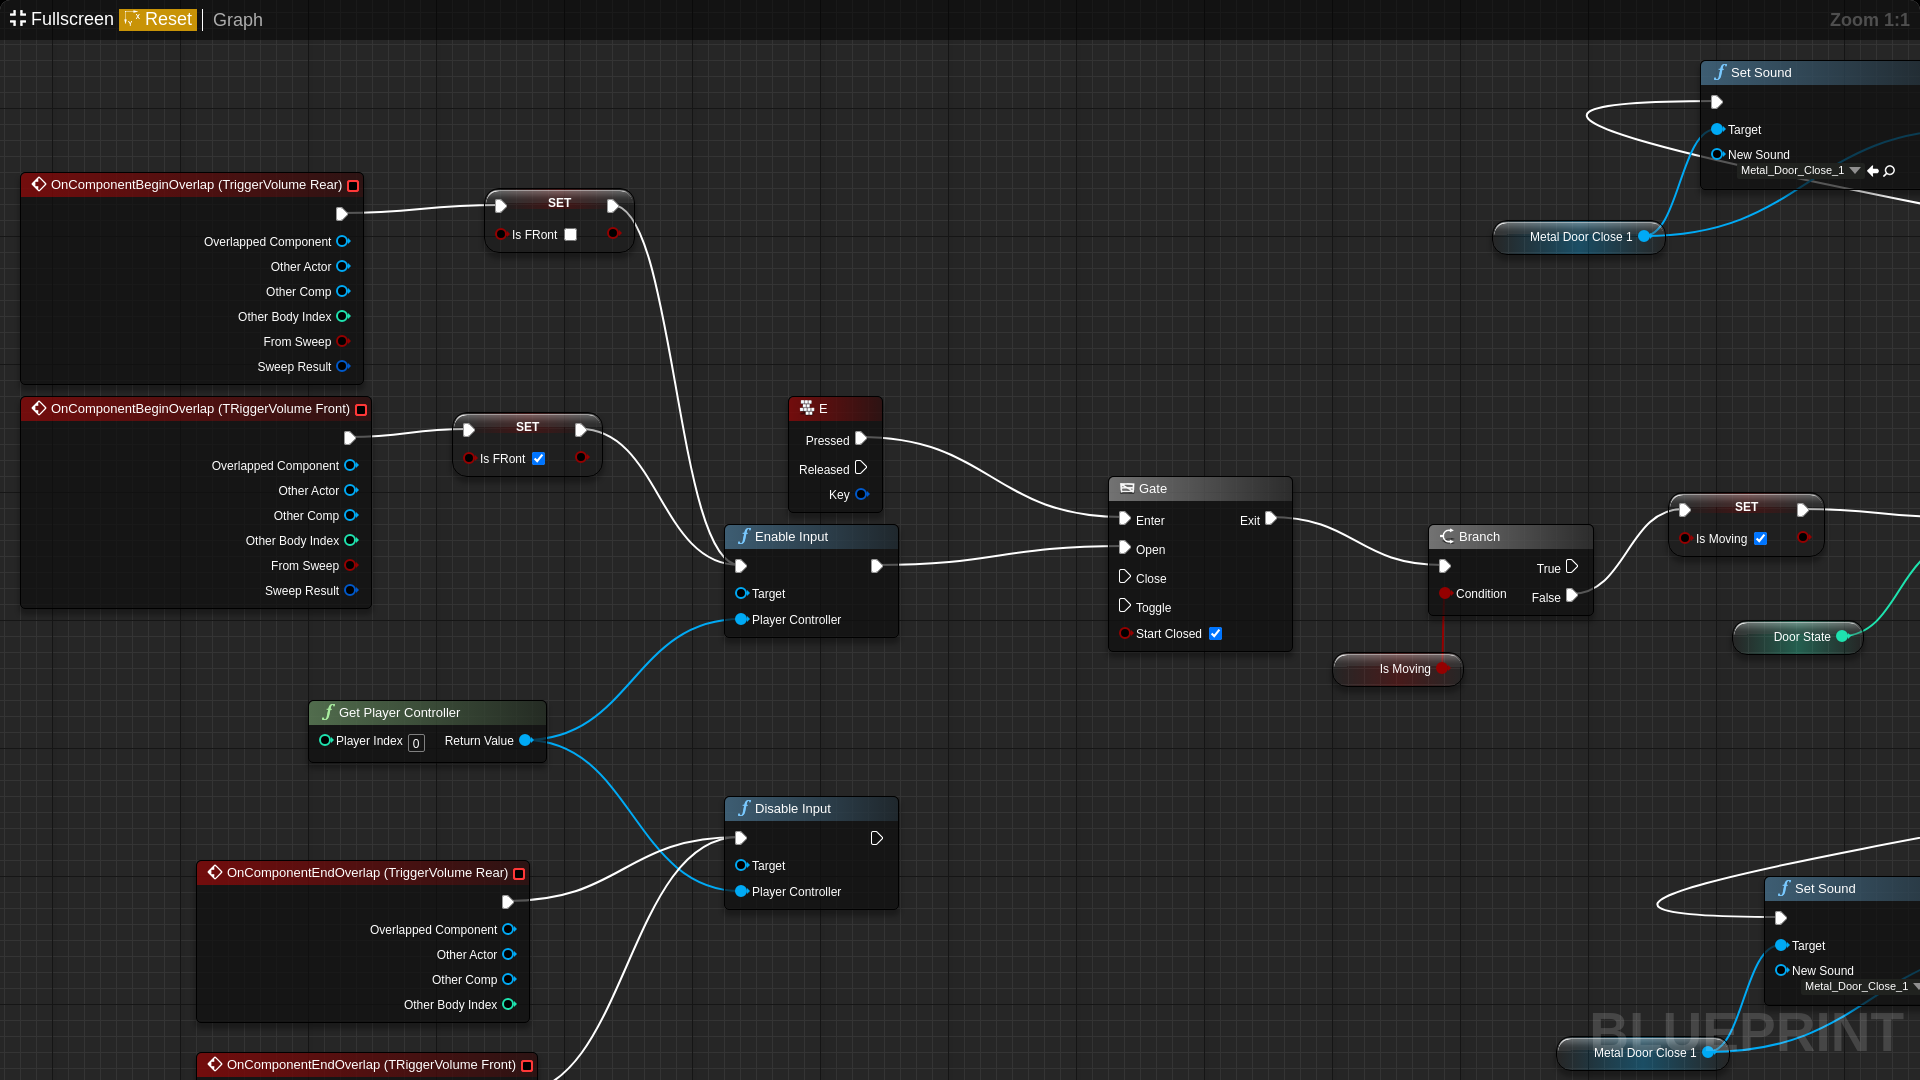 Fullscreen Reset Graph
Zoom 1:1
Set Sound
Target
New Sound
Metal_Door_Close_1
Metal Door Close 1
OnComponentBeginOverlap (TriggerVolume Rear)
Overlapped Component
Other Actor
Other Comp
Other Body Index
From Sweep
Sweep Result
SET
Is FRont
OnComponentBeginOverlap (TRiggerVolume Front)
Overlapped Component
Other Actor
Other Comp
Other Body Index
From Sweep
Sweep Result
SET
Is FRont
E
Pressed
Released
Key
Enable Input
Target
Player Controller
Gate
Enter Exit
Open
Close
Toggle
Start Closed
Branch
True
Condition False
Is Moving
SET
Is Moving
Door State
Get Player Controller
Player Index 0 Return Value
Disable Input
Target
Player Controller
OnComponentEndOverlap (TriggerVolume Rear)
Overlapped Component
Other Actor
Other Comp
Other Body Index
OnComponentEndOverlap (TRiggerVolume Front)
Set Sound
Target
New Sound
Metal_Door_Close_1
BLUEPRINT
Metal Door Close 1